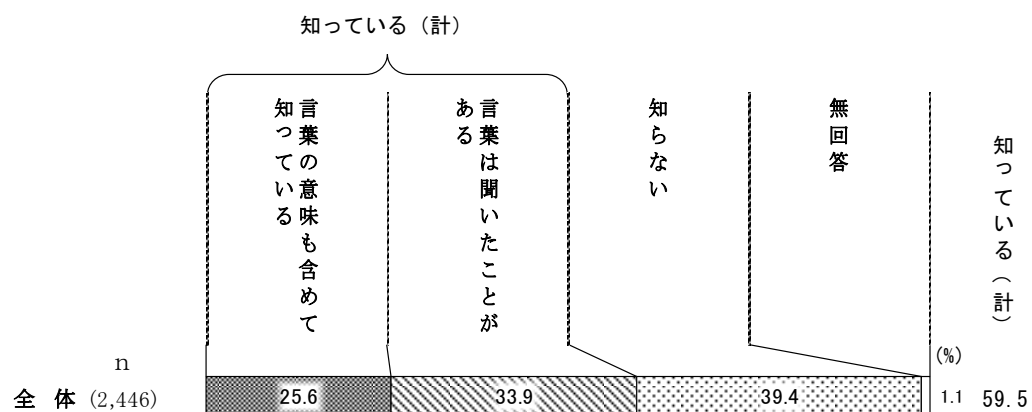 知っている（計）
言葉の意味も含めて
知っている
言葉は聞いたことが
ある
知らない
無回答
知っている（計）
(%)
n
全 体 (2,446) 25.6 33.9 39.4 1.1 59.5